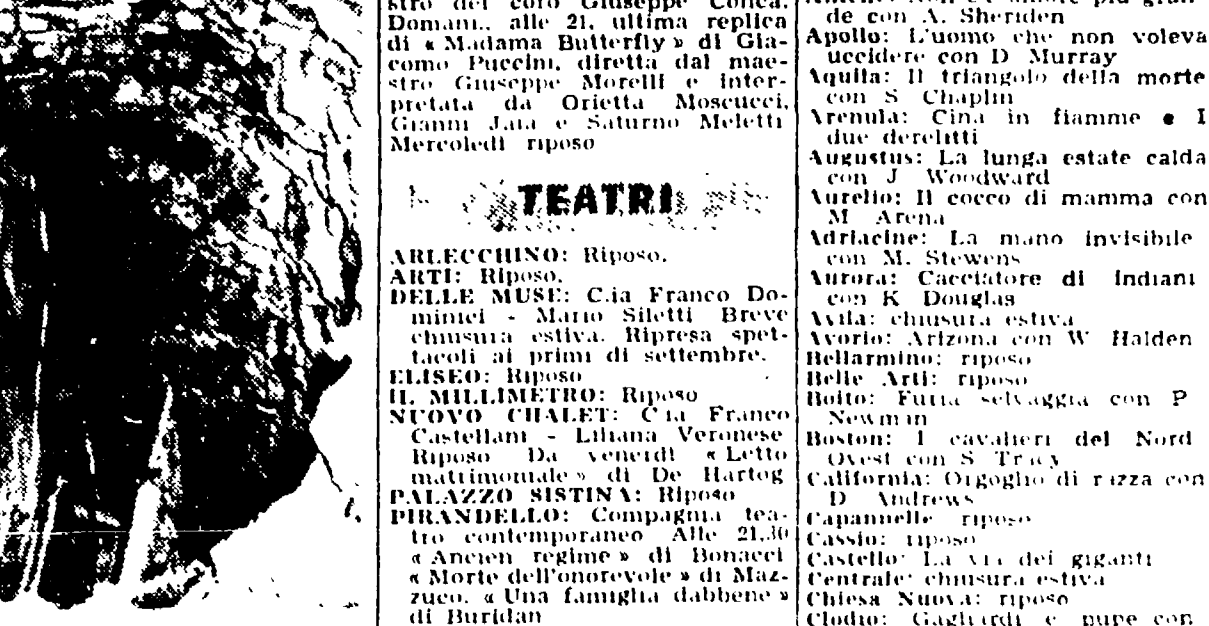 stro del coro Giuseppe Conca.
Domani, alle 21, ultima replica
di « Madama Butterfly » di Gia-
como Puccini, diretta dal mae-
stro Giuseppe Morelli e inter-
pretata da Orietta Moscucci,
Gianni Jaia e Saturno Meletti
Mercoledì riposo
TEATRI
ARLECCHINO: Riposo.
ARTI: Riposo.
DELLE MUSE: C.ia Franco Do-
minici - Mario Siletti Breve
chiusura estiva. Ripresa spet-
tacoli ai primi di settembre.
ELISEO: Riposo
IL MILLIMETRO: Riposo
NUOVO CHALET: C ia Franco
Castellani - Liliana Veronese
Riposo Da venerdì « Letto
matrimoniale » di De Hartog
PALAZZO SISTINA: Riposo
PIRANDELLO: Compagnia tea-
tro contemporaneo Alle 21,30
« Ancien regime » di Bonacci
« Morte dell'onorevole » di Maz-
zuco. « Una famiglia dabbene »
di Buridan
de con A. Sheriden
Apollo: L'uomo che non voleva
uccidere con D Murray
Aquila: Il triangolo della morte
con S Chaplin
Arenula: Cina in fiamme e I
due derelitti
Augustus: La lunga estate calda
con J Woodward
Aurelio: Il cocco di mamma con
M Arena
Adriacine: La mano invisibile
con M. Stewens
Aurora: Cacciatore di indiani
con K Douglas
Avila: chiusura estiva
Avorio: Arizona con W Halden
Bellarmino: riposo
Belle Arti: riposo
Boito: Furia selvaggia con P
Newman
Boston: I cavalieri del Nord
Ovest con S Tracy
California: Orgoglio di razza con
D Andrews
Capannelle riposo
Cassio: riposo
Castello: La via dei giganti
Centrale: chiusura estiva
Chiesa Nuova: riposo
Clodio: Gagliardi e pupe con